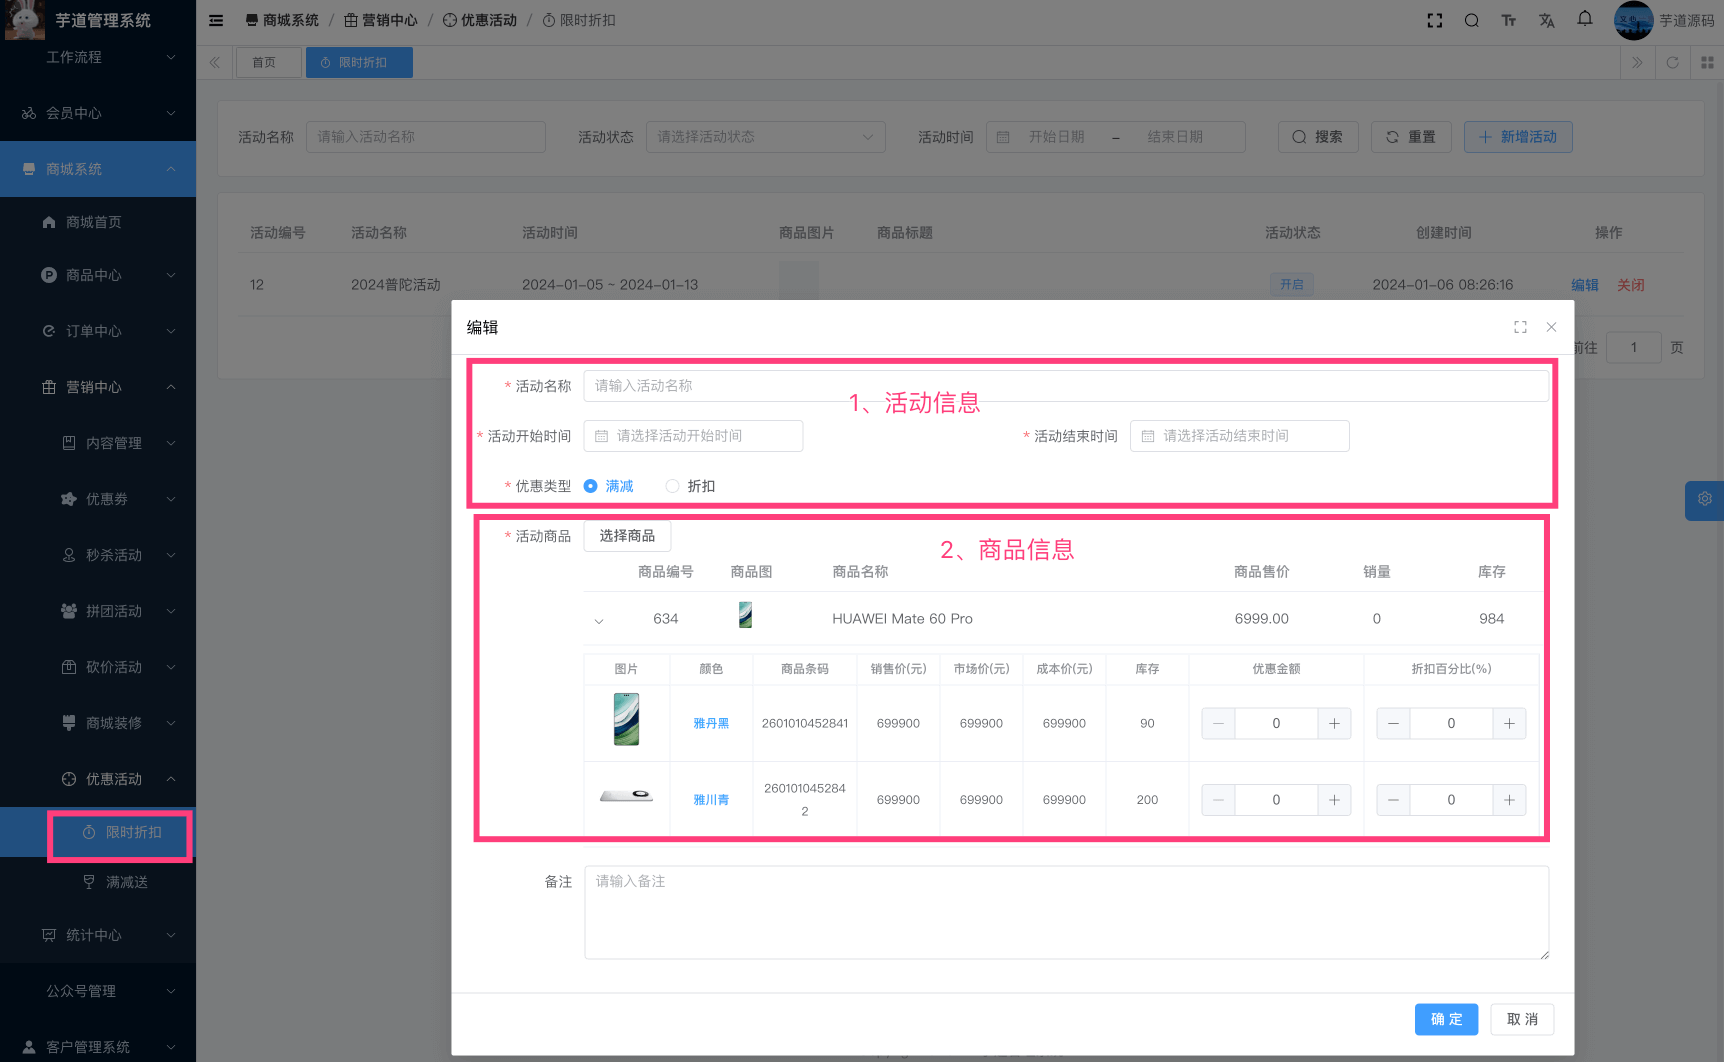 芋道管理系统
商城系统 / 营销中心 / 优惠活动 / 限时折扣
芋道源码
首页
限时折扣
工作流程
会员中心
商城系统
商城首页
商品中心
订单中心
营销中心
内容管理
优惠券
秒杀活动
拼团活动
砍价活动
商城装修
优惠活动
限时折扣
满减送
统计中心
公众号管理
客户管理系统
活动名称 请输入活动名称 活动状态 请选择活动状态 活动时间 开始日期 - 结束日期 搜索 重置 新增活动
活动编号 活动名称 活动时间 商品图片 商品标题 活动状态 创建时间 操作
12 2024普陀活动 2024-01-05 ~ 2024-01-13 开启 2024-01-06 08:26:16 编辑 关闭
前往 1 页
编辑
* 活动名称 请输入活动名称
1、活动信息
* 活动开始时间 请选择活动开始时间 * 活动结束时间 请选择活动结束时间
* 优惠类型 满减 折扣
* 活动商品 选择商品
2、商品信息
商品编号 商品图 商品名称 商品售价 销量 库存
634 HUAWEI Mate 60 Pro 6999.00 0 984
图片 颜色 商品条码 销售价(元) 市场价(元) 成本价(元) 库存 优惠金额 折扣百分比(%)
雅丹黑 2601010452841 699900 699900 699900 90 0 0
雅川青 260101045284
2 699900 699900 699900 200 0 0
备注 请输入备注
确定 取消